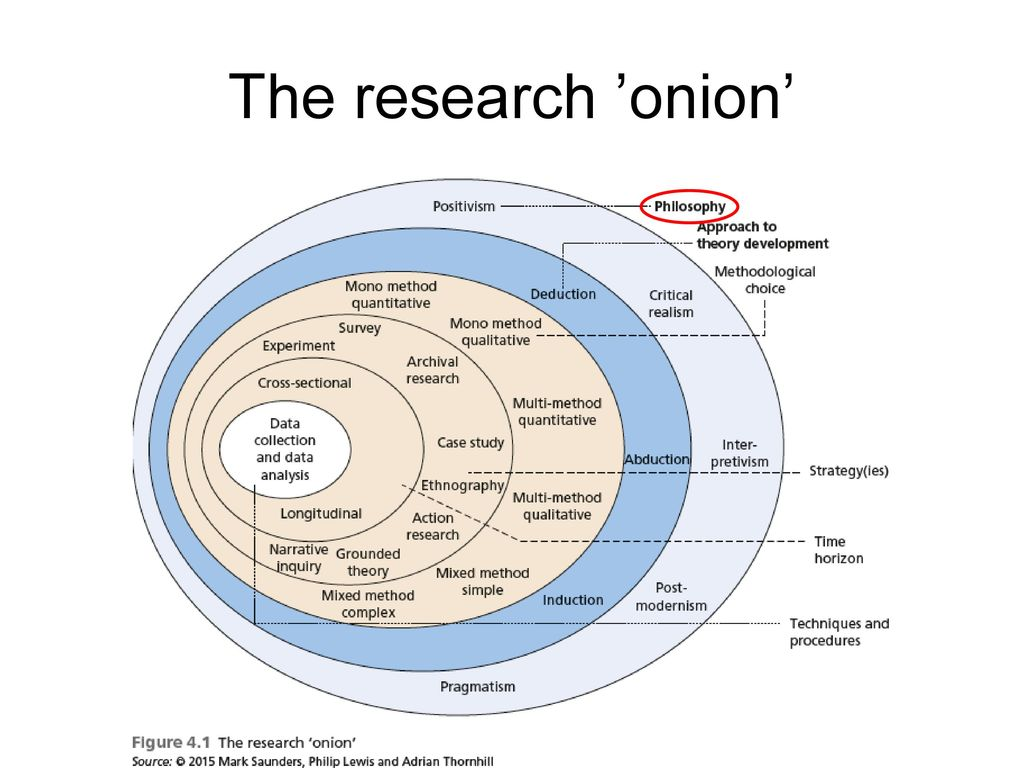 The research ’onion’
Positivism
Philosophy
Approach to
theory development
Methodological
choice
Mono method
quantitative
Deduction
Critical
realism
Survey
Mono method
qualitative
Experiment
Archival
research
Cross-sectional
Multi-method
quantitative
Data
collection
and data
analysis
Case study
Abduction
Inter-
pretivism
Strategy(ies)
Ethnography
Multi-method
qualitative
Longitudinal
Action
research
Time
horizon
Narrative
inquiry
Grounded
theory
Mixed method
simple
Mixed method
complex
Induction
Post-
modernism
Techniques and
procedures
Pragmatism
Figure 4.1 The research ‘onion’
Source: © 2015 Mark Saunders, Philip Lewis and Adrian Thornhill